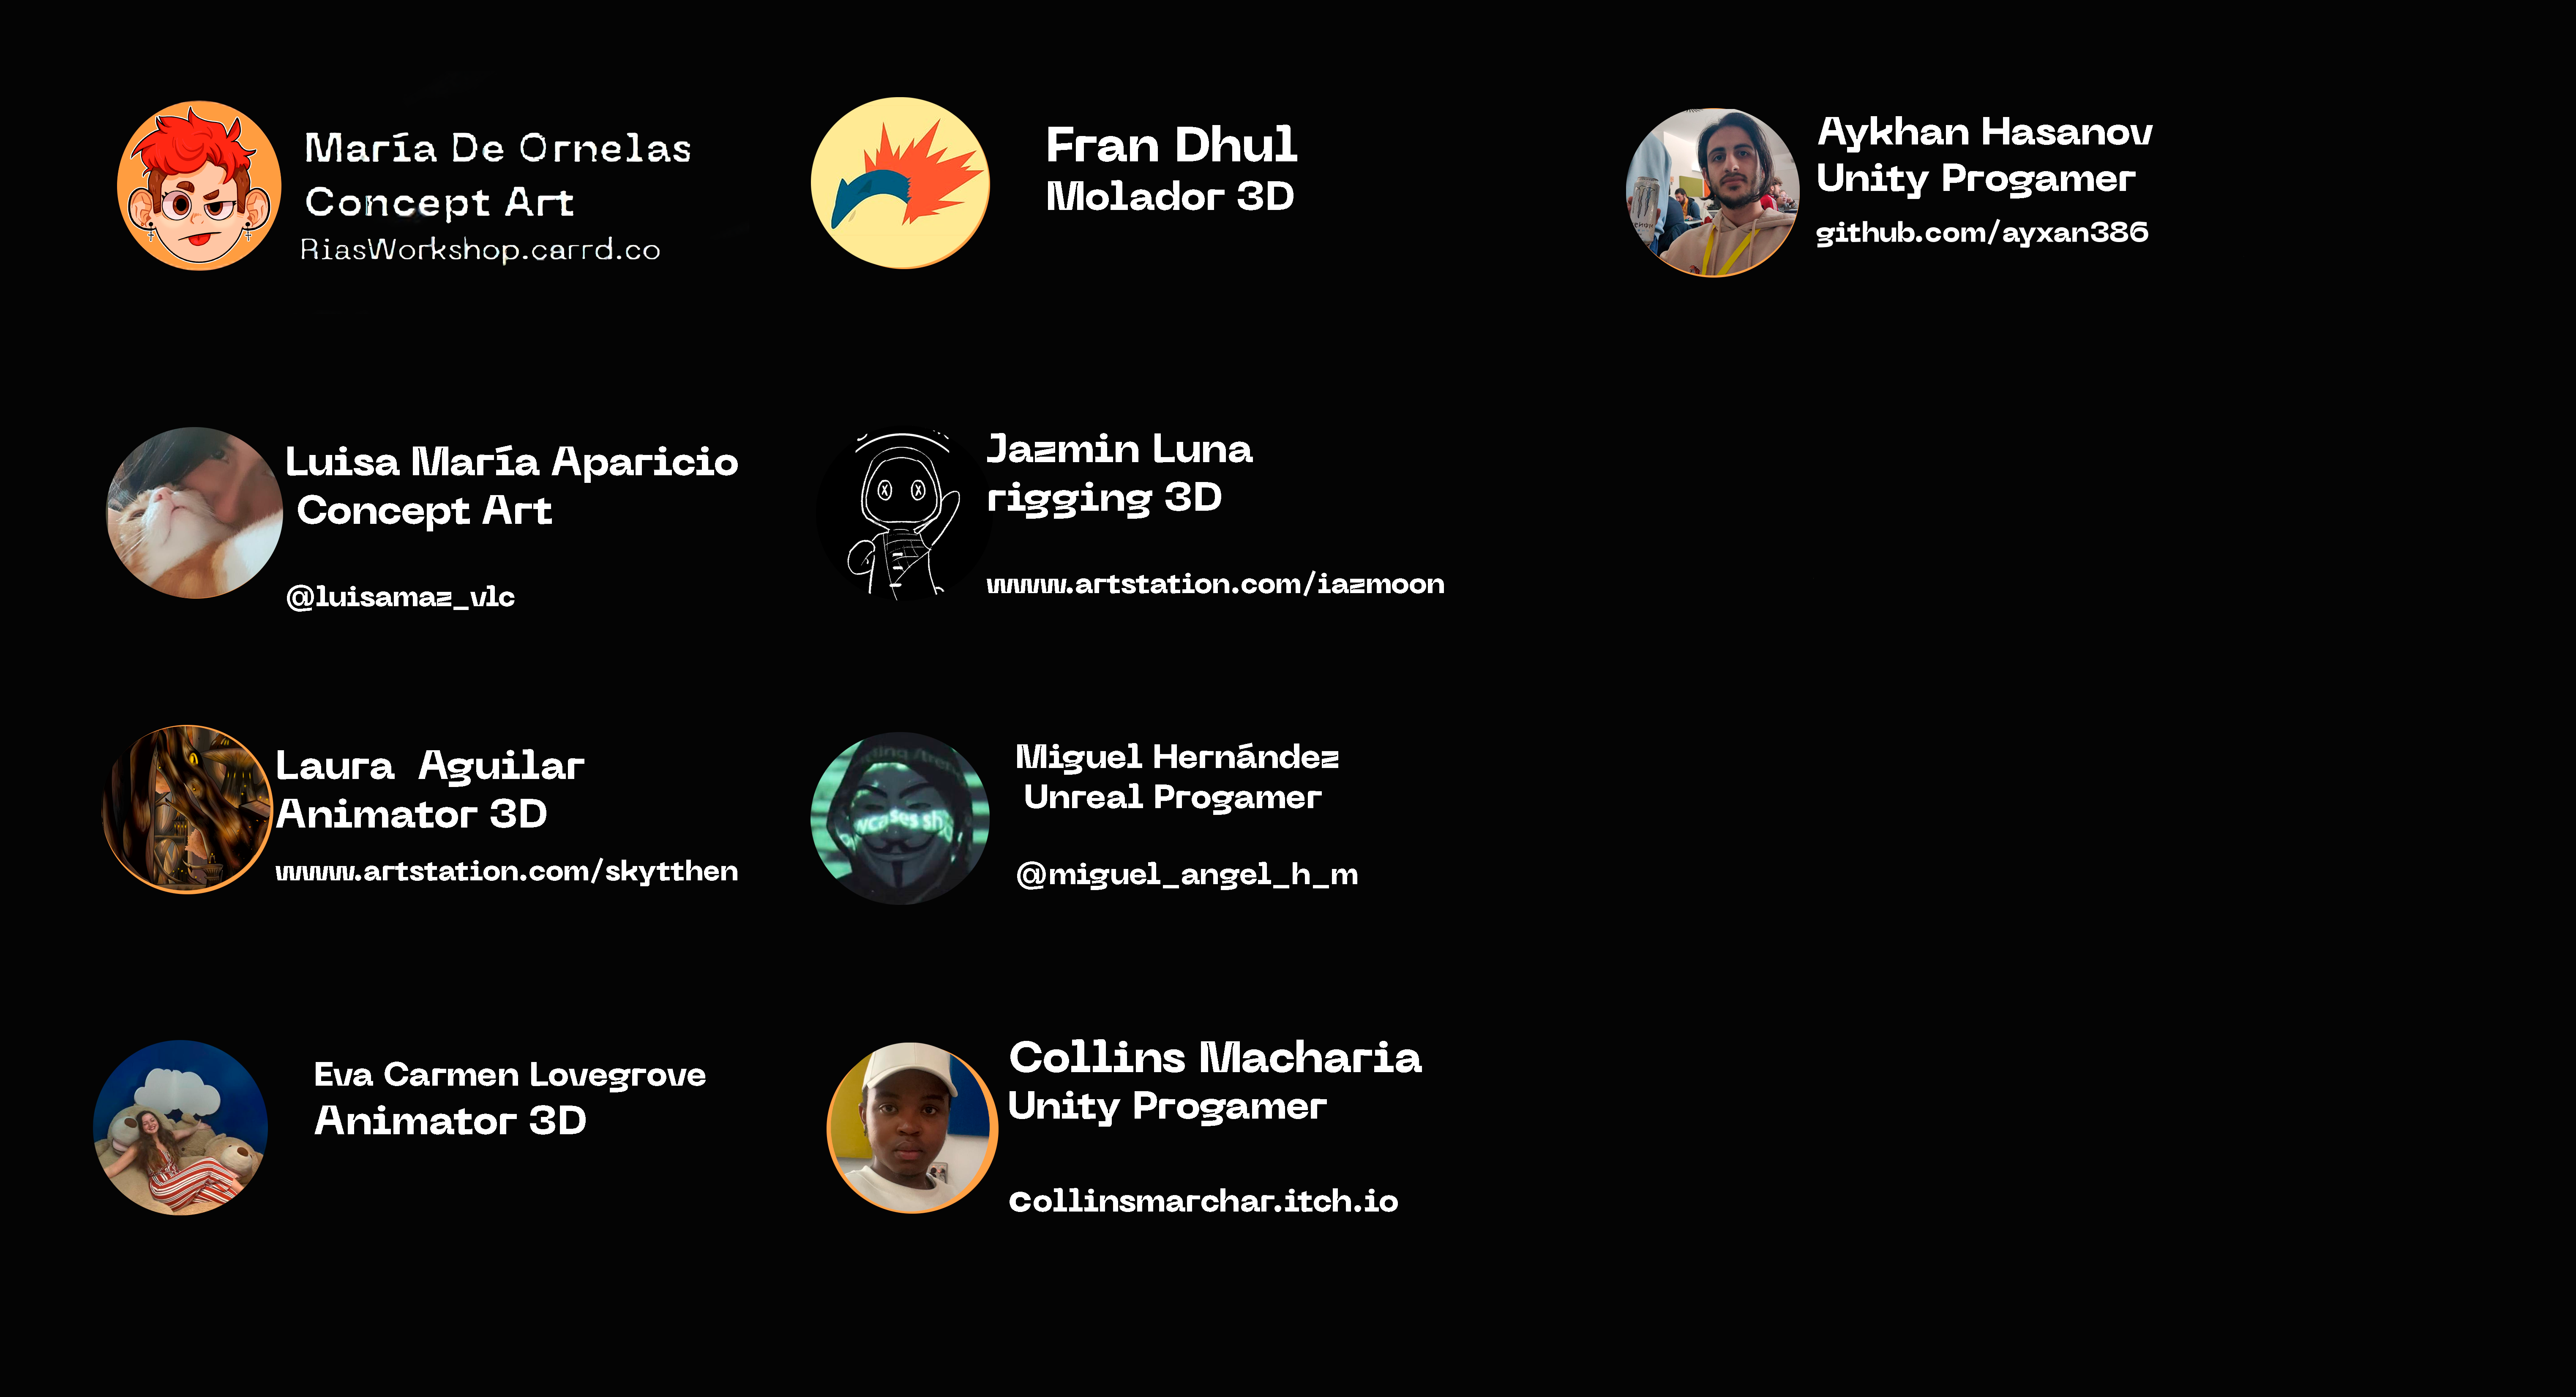 María De Ornelas
Concept Art
RiasWorkshop.carrd.co
Fran Dhul
Molador 3D
Aykhan Hasanov
Unity Progamer
github.com/ayxan386
Luisa María Aparicio
Concept Art
@luisamaz_vlc
Jazmin Luna
rigging 3D
www.artstation.com/iazmoon
Laura Aguilar
Animator 3D
www.artstation.com/skytthen
Miguel Hernández
Unreal Progamer
@miguel_angel_h_m
wcases sh
Eva Carmen Lovegrove
Animator 3D
Collins Macharia
Unity Progamer
collinsmarchar.itch.io